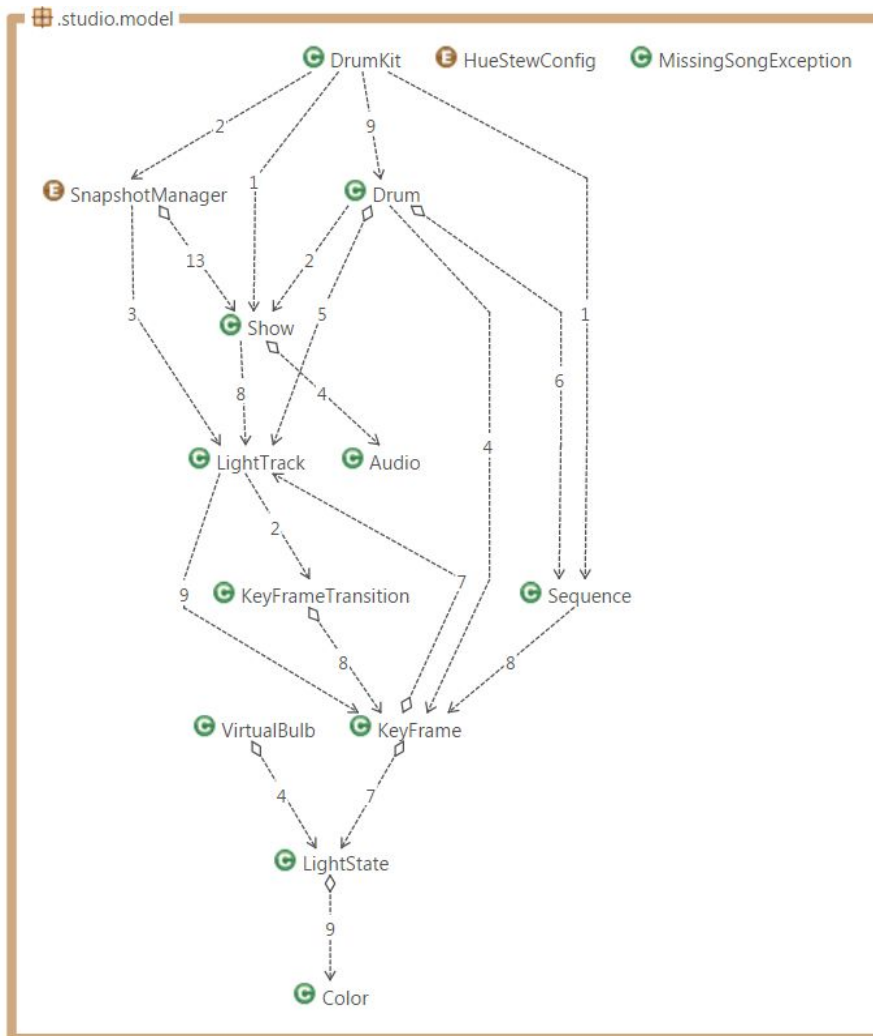 .studio.model
C DrumKit E HueStewConfig C MissingSongException
2 9
1
E SnapshotManager C Drum
13 2
3 5 1
C Show
6
8 4
4
C LightTrack C Audio
2
7
9 C KeyFrameTransition C Sequence
8 8
C VirtualBulb C KeyFrame
4 7
C LightState
9
C Color